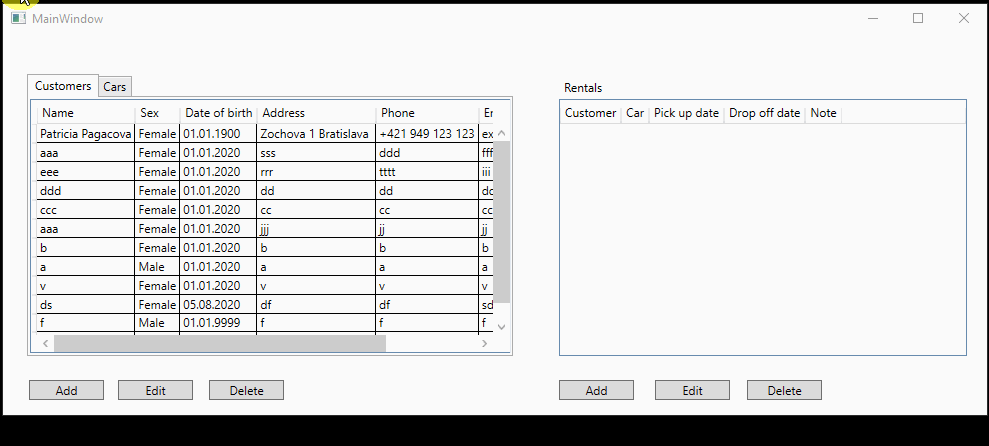 MainWindow
Customers Cars
Rentals
Name Sex Date of birth Address Phone Er
Customer Car Pick up date Drop off date Note
Patricia Pagacova Female 01.01.1900 Zochova 1 Bratislava +421 949 123 123 ex
aaa Female 01.01.2020 sss ddd fff
eee Female 01.01.2020 rrr tttt iii
ddd Female 01.01.2020 dd dd dd
ccc Female 01.01.2020 cc cc cc
aaa Female 01.01.2020 jjj jj jj
b Female 01.01.2020 b b b
a Male 01.01.2020 a a a
v Female 01.01.2020 v v v
ds Female 05.08.2020 df df sd
f Male 01.01.9999 f f f
Add Edit Delete
Add Edit Delete